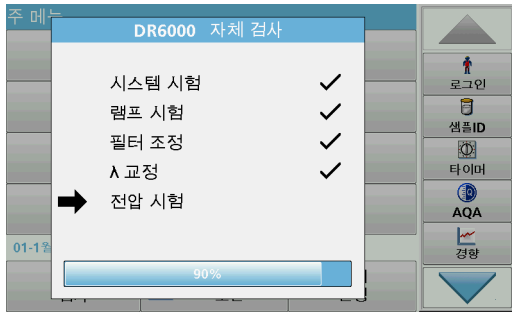 주 메뉴
DR6000 자체 검사
시스템 시험
램프 시험
필터 조정
λ 교정
전압 시험
90%
01-1월
로그인
샘플ID
타이머
AQA
경향